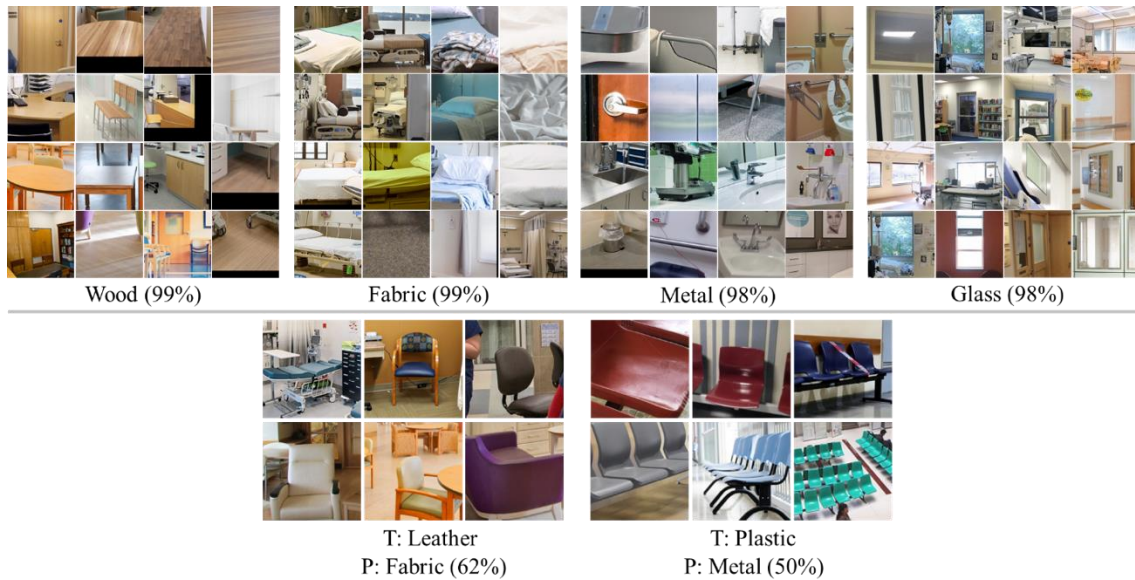 Wood (99%)
Fabric (99%)
Metal (98%)
Glass (98%)
T: Leather
P: Fabric (62%)
T: Plastic
P: Metal (50%)